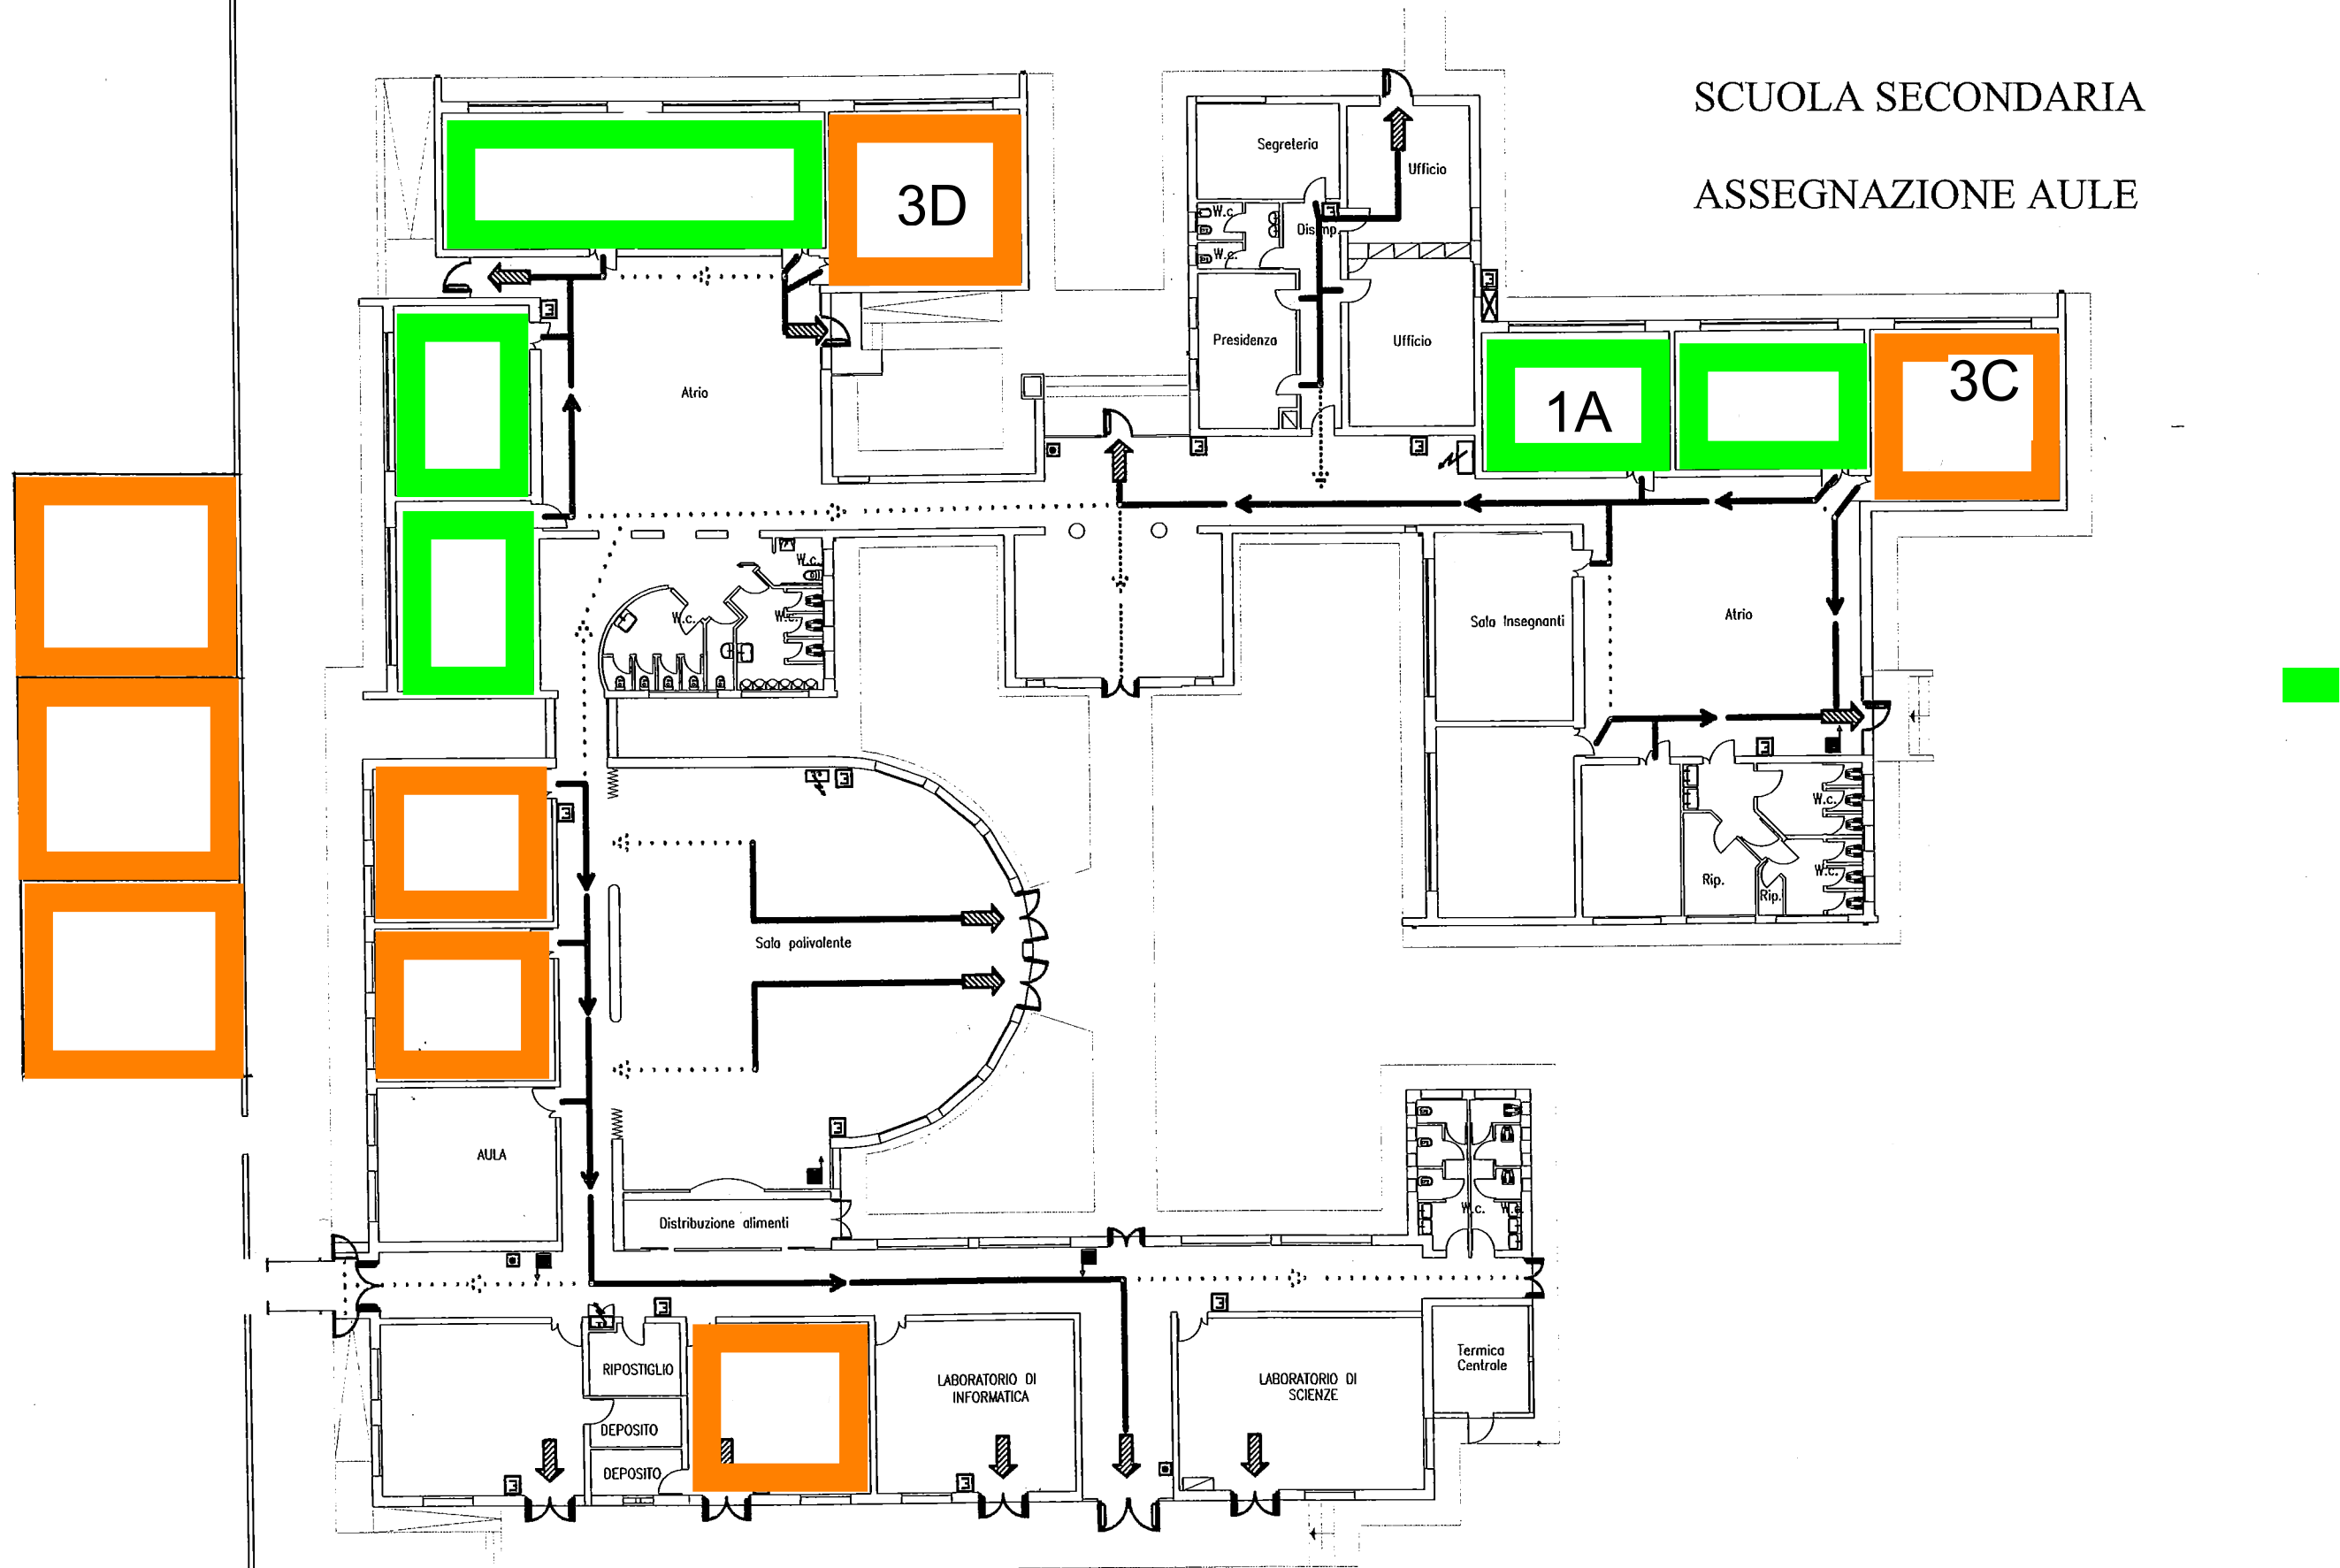 SCUOLA SECONDARIA
ASSEGNAZIONE AULE
3D
Segreteria
Ufficio
W.c.
Disimp.
W.c.
Presidenza
Ufficio
1A
3C
Atrio
W.c.
W.c.
W.c.
Sala Insegnanti
Atrio
W.c.
W.c.
Rip.
Rip.
Sala polivalente
AULA
Distribuzione alimenti
W.c.
W.c.
RIPOSTIGLIO
DEPOSITO
DEPOSITO
LABORATORIO DI
INFORMATICA
LABORATORIO DI
SCIENZE
Termica
Centrale